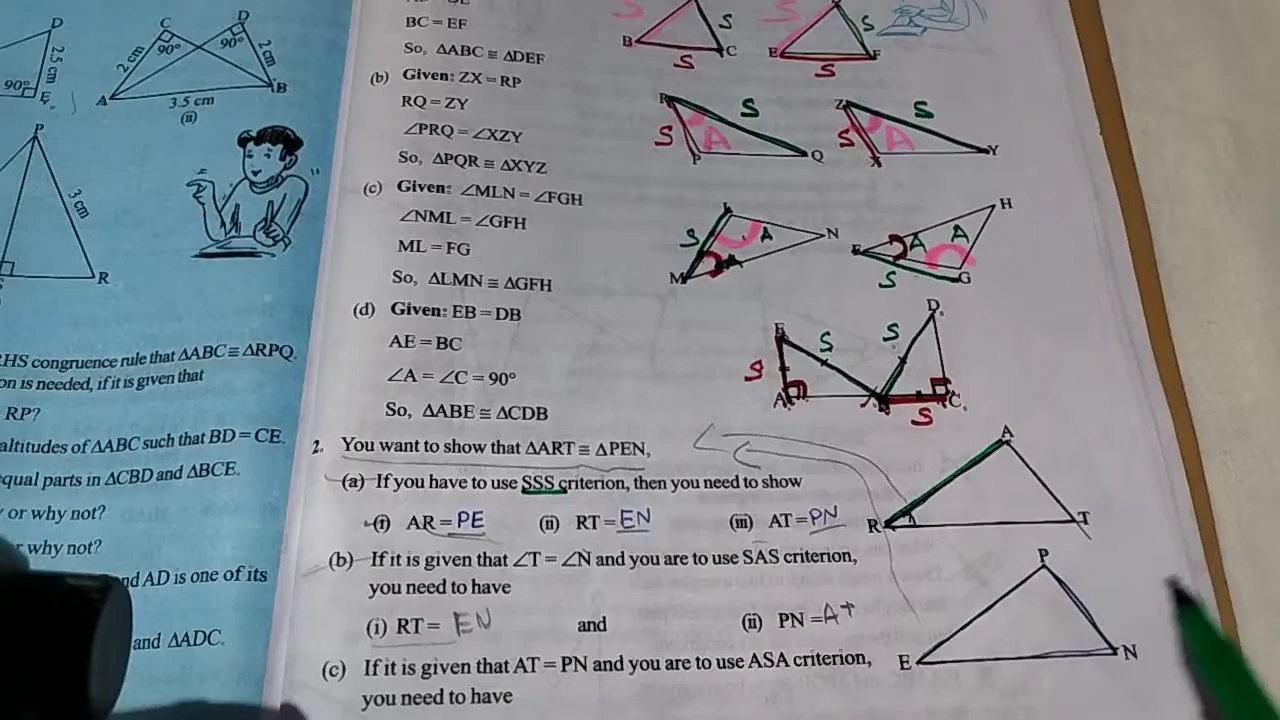 D
2.5 cm
90°
E
C
D
90°
90°
2 cm
2 cm
A
B
3.5 cm
(ii)
P
3 cm
R
RHS congruence rule that ΔABC ≅ ΔRPQ.
on is needed, if it is given that
RP?
altitudes of ΔABC such that BD = CE.
equal parts in ΔCBD and ΔBCE.
or why not?
why not?
nd AD is one of its
and ΔADC.
BC = EF
So, ΔABC ≅ ΔDEF
(b) Given: ZX = RP
RQ = ZY
∠PRQ = ∠XZY
So, ΔPQR ≅ ΔXYZ
(c) Given: ∠MLN = ∠FGH
∠NML = ∠GFH
ML = FG
So, ΔLMN ≅ ΔGFH
(d) Given: EB = DB
AE = BC
∠A = ∠C = 90°
So, ΔABE ≅ ΔCDB
S S S S
B C E F
S S
R S Z S
S A S A
P Q X Y
L N H
S A A A
M F G
S
E D
S S
S
A B C
S
2. You want to show that ΔART ≅ ΔPEN,
(a) If you have to use SSS criterion, then you need to show
(i) AR = PE (ii) RT = EN (iii) AT = PN
(b) If it is given that ∠T = ∠N and you are to use SAS criterion,
you need to have
(i) RT = EN and (ii) PN = AT
(c) If it is given that AT = PN and you are to use ASA criterion,
you need to have
A
R T
P
E N